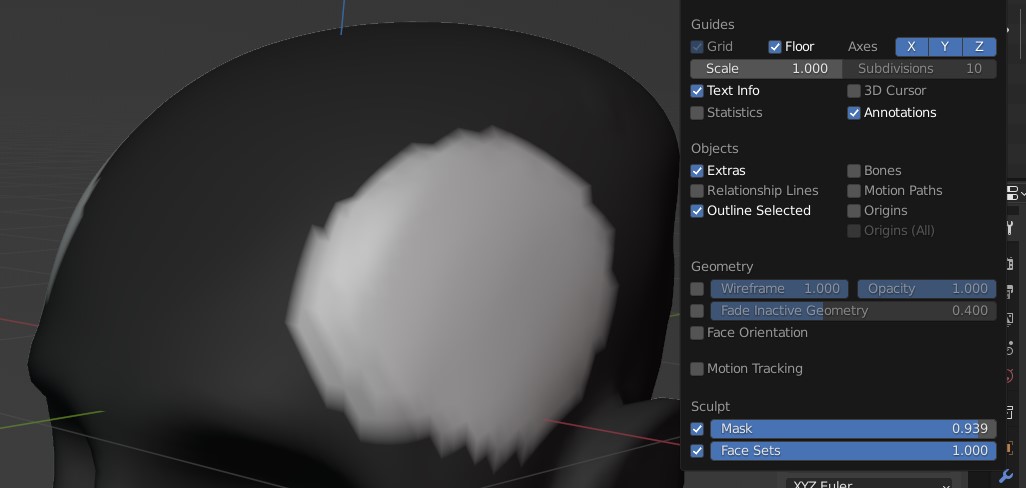 Guides
Grid Floor Axes X Y Z
Scale 1.000 Subdivisions 10
Text Info 3D Cursor
Statistics Annotations
Objects
Extras Bones
Relationship Lines Motion Paths
Outline Selected Origins
Origins (All)
Geometry
Wireframe 1.000 Opacity 1.000
Fade Inactive Geometry 0.400
Face Orientation
Motion Tracking
Sculpt
Mask 0.939
Face Sets 1.000
XYZ Euler